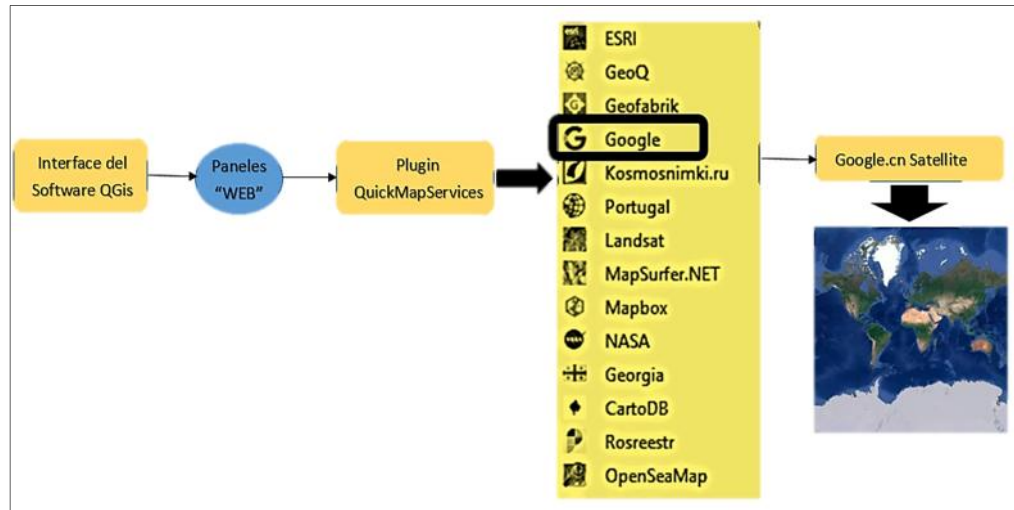 Interface del
Software QGis
Paneles
"WEB"
Plugin
QuickMapServices
ESRI
GeoQ
Geofabrik
Google
Kosmosnimki.ru
Portugal
Landsat
MapSurfer.NET
Mapbox
NASA
Georgia
CartoDB
Rosreestr
OpenSeaMap
Google.cn Satellite